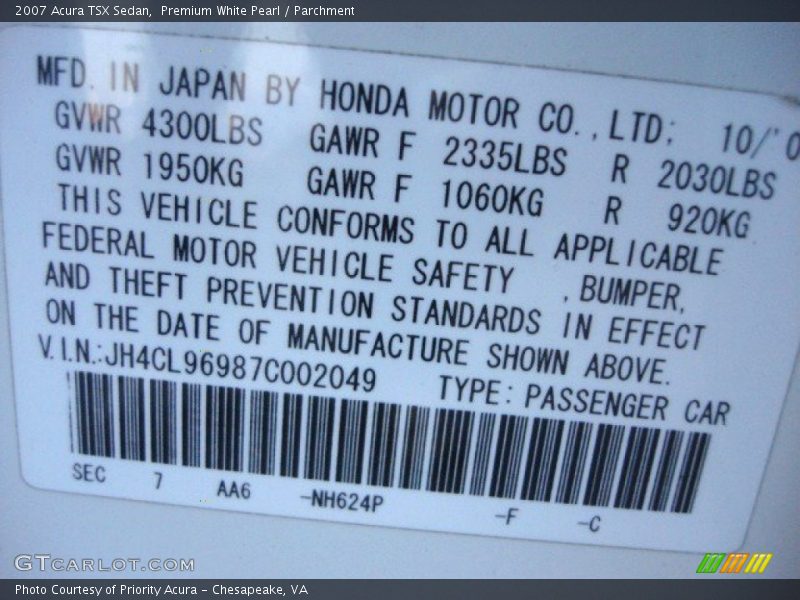 2007 Acura TSX Sedan,  Premium White Pearl / Parchment
MFD. IN JAPAN BY HONDA MOTOR CO.,LTD; 10/'0
GVWR 4300LBS GAWR F 2335LBS R 2030LBS
GVWR 1950KG GAWR F 1060KG R 920KG
THIS VEHICLE CONFORMS TO ALL APPLICABLE
FEDERAL MOTOR VEHICLE SAFETY ,BUMPER,
AND THEFT PREVENTION STANDARDS IN EFFECT
ON THE DATE OF MANUFACTURE SHOWN ABOVE.
V.I.N.:JH4CL96987C002049 TYPE: PASSENGER CAR
SEC 7 AA6 -NH624P -F -C
GTCARLOT.COM
Photo Courtesy of Priority Acura – Chesapeake, VA